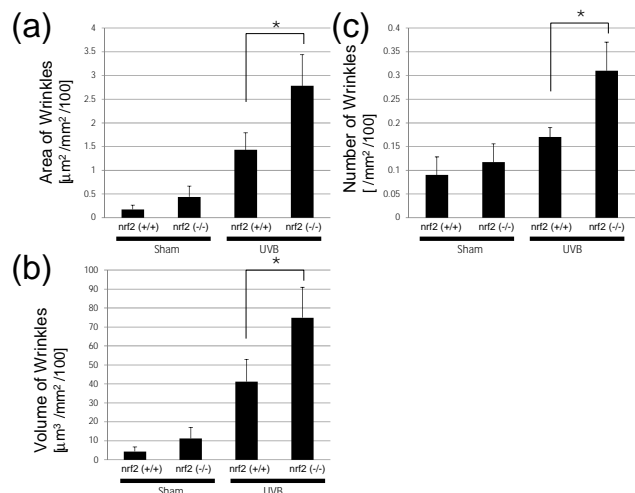 (a)
Area of Wrinkles
[µm²/mm²/100]
4
3.5
3
2.5
2
1.5
1
0.5
0
*
nrf2 (+/+) nrf2 (-/-) nrf2 (+/+) nrf2 (-/-)
Sham UVB
(c)
Number of Wrinkles
[ /mm²/100]
0.4
0.35
0.3
0.25
0.2
0.15
0.1
0.05
0
*
nrf2 (+/+) nrf2 (-/-) nrf2 (+/+) nrf2 (-/-)
Sham UVB
(b)
Volume of Wrinkles
[µm³/mm²/100]
100
90
80
70
60
50
40
30
20
10
0
*
nrf2 (+/+) nrf2 (-/-) nrf2 (+/+) nrf2 (-/-)
Sham UVB